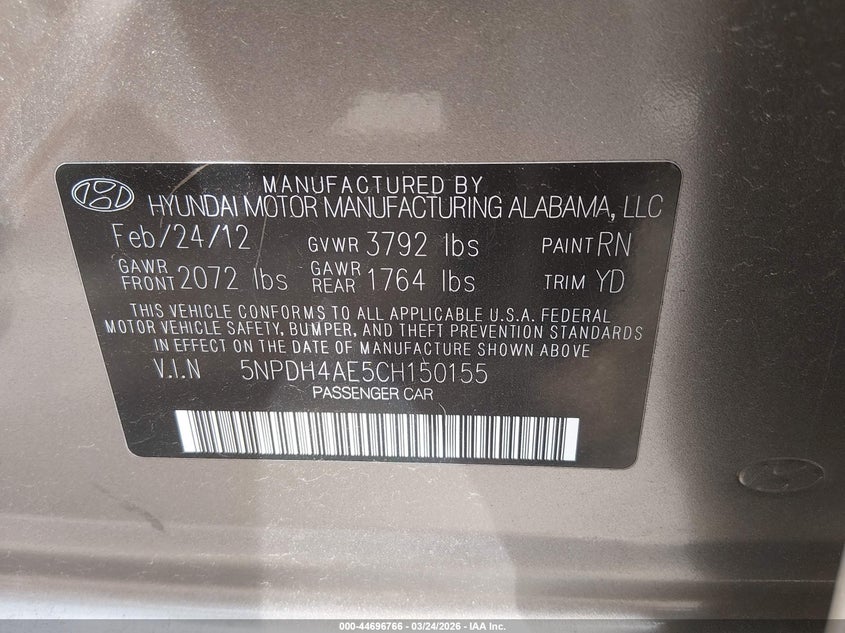 MANUFACTURED BY
HYUNDAI MOTOR MANUFACTURING ALABAMA, LLC
Feb/24/12 GVWR 3792 lbs PAINT RN
GAWR FRONT 2072 lbs GAWR REAR 1764 lbs TRIM YD
THIS VEHICLE CONFORMS TO ALL APPLICABLE U.S.A. FEDERAL
MOTOR VEHICLE SAFETY, BUMPER, AND THEFT PREVENTION STANDARDS
IN EFFECT ON THE DATE OF MANUFACTURE SHOWN ABOVE.
V.I.N 5NPDH4AE5CH150155
PASSENGER CAR
000-44696766 - 03/24/2026 - IAA Inc.